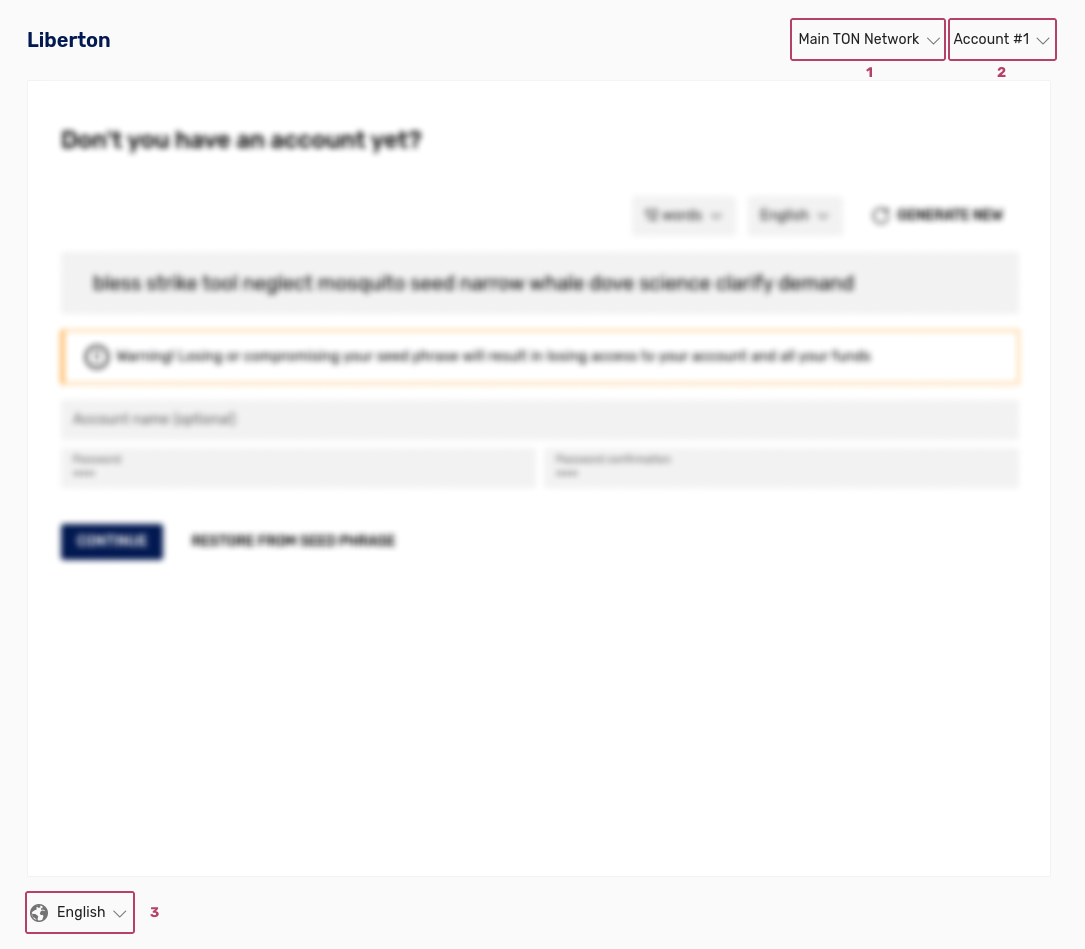 Liberton
Main TON Network
Account #1
1
2
Don't you have an account yet?
12 words
English
GENERATE NEW
bless strike tool neglect mosquito seed narrow whale dove science clarify demand
Warning! Losing or compromising your seed phrase will result in losing access to your account and all your funds
Account name (optional)
Password
Password confirmation
CONTINUE
RESTORE FROM SEED PHRASE
English
3